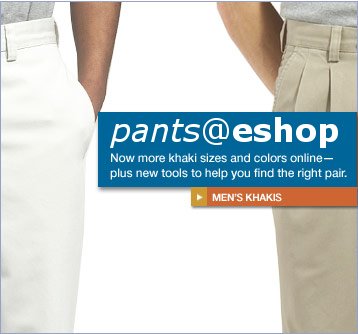 pants@eshop
Now more khaki sizes and colors online—
plus new tools to help you find the right pair.
MEN'S KHAKIS